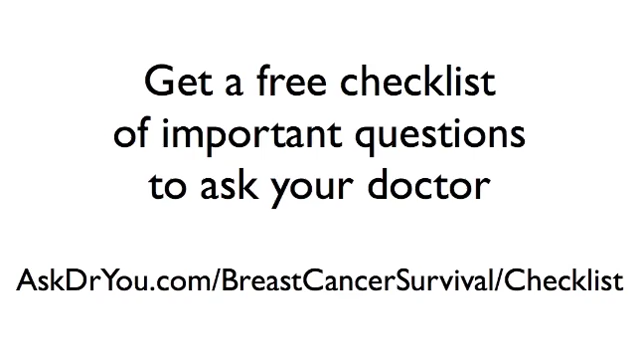 Get a free checklist
of important questions
to ask your doctor
AskDrYou.com/BreastCancerSurvival/Checklist